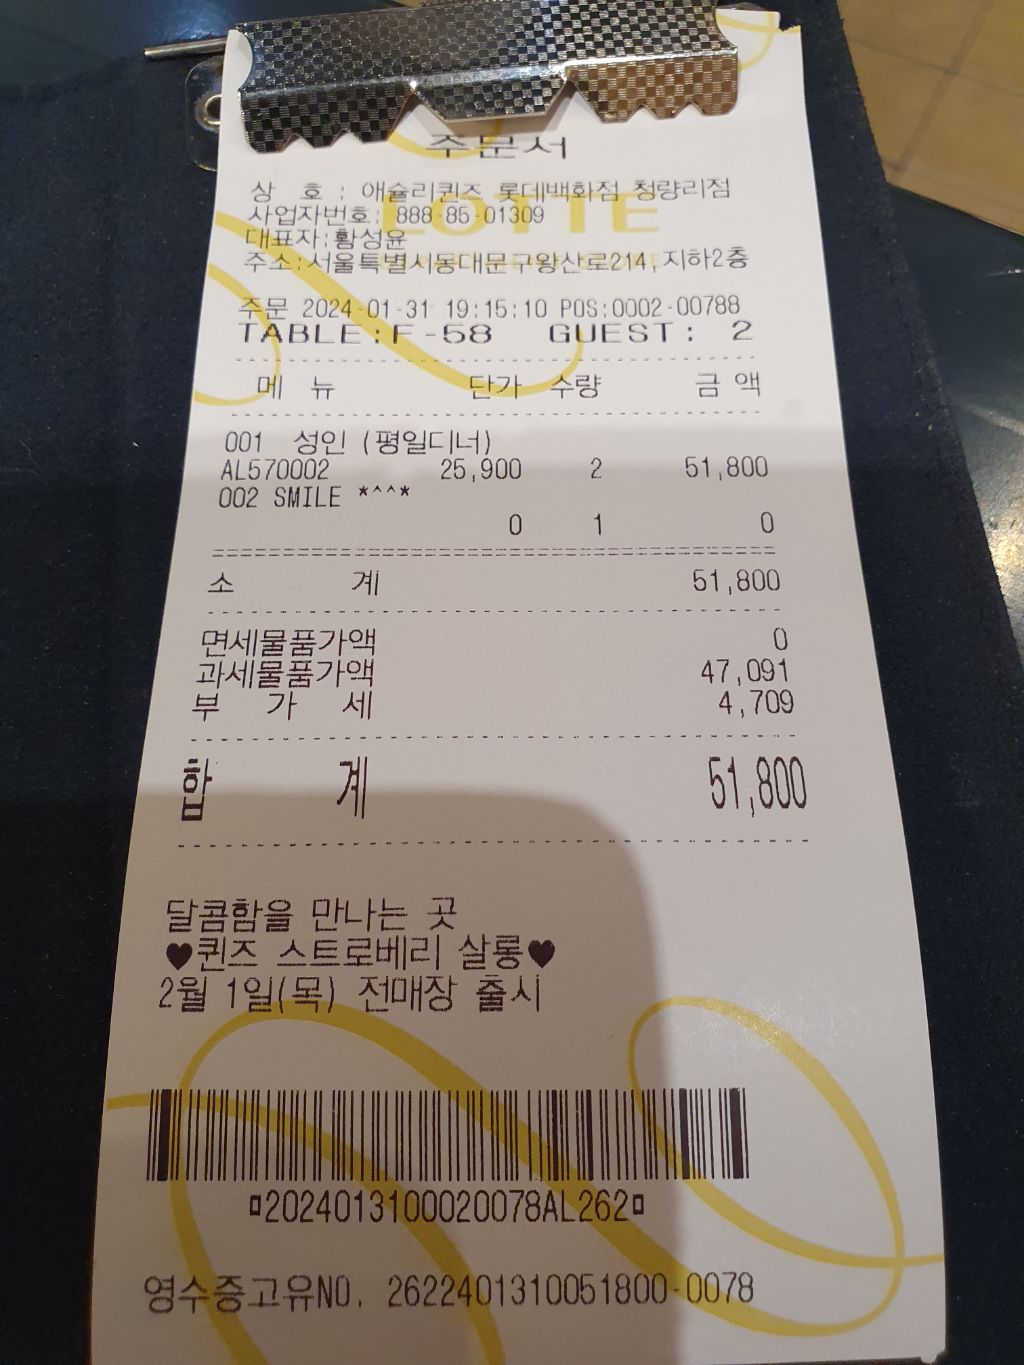 주문서
상 호 : 애슐리퀸즈 롯데백화점 청량리점
사업자번호: 888-85-01309
LOTTE
대표자:황성윤
주소:서울특별시동대문구왕산로214,지하2층
주문 2024-01-31 19:15:10 POS:0002-00788
TABLE:F-58 GUEST: 2
메 뉴 단가 수량 금 액
001 성인(평일디너)
AL570002 25,900 2 51,800
002 SMILE *^^*
0 1 0
소 계 51,800
면세물품가액 0
과세물품가액 47,091
부 가 세 4,709
합 계 51,800
달콤함을 만나는 곳
♥퀸즈 스트로베리 살롱♥
2월 1일(목) 전매장 출시
¤2024013100020078AL262¤
영수증고유NO. 2622401310051800-0078